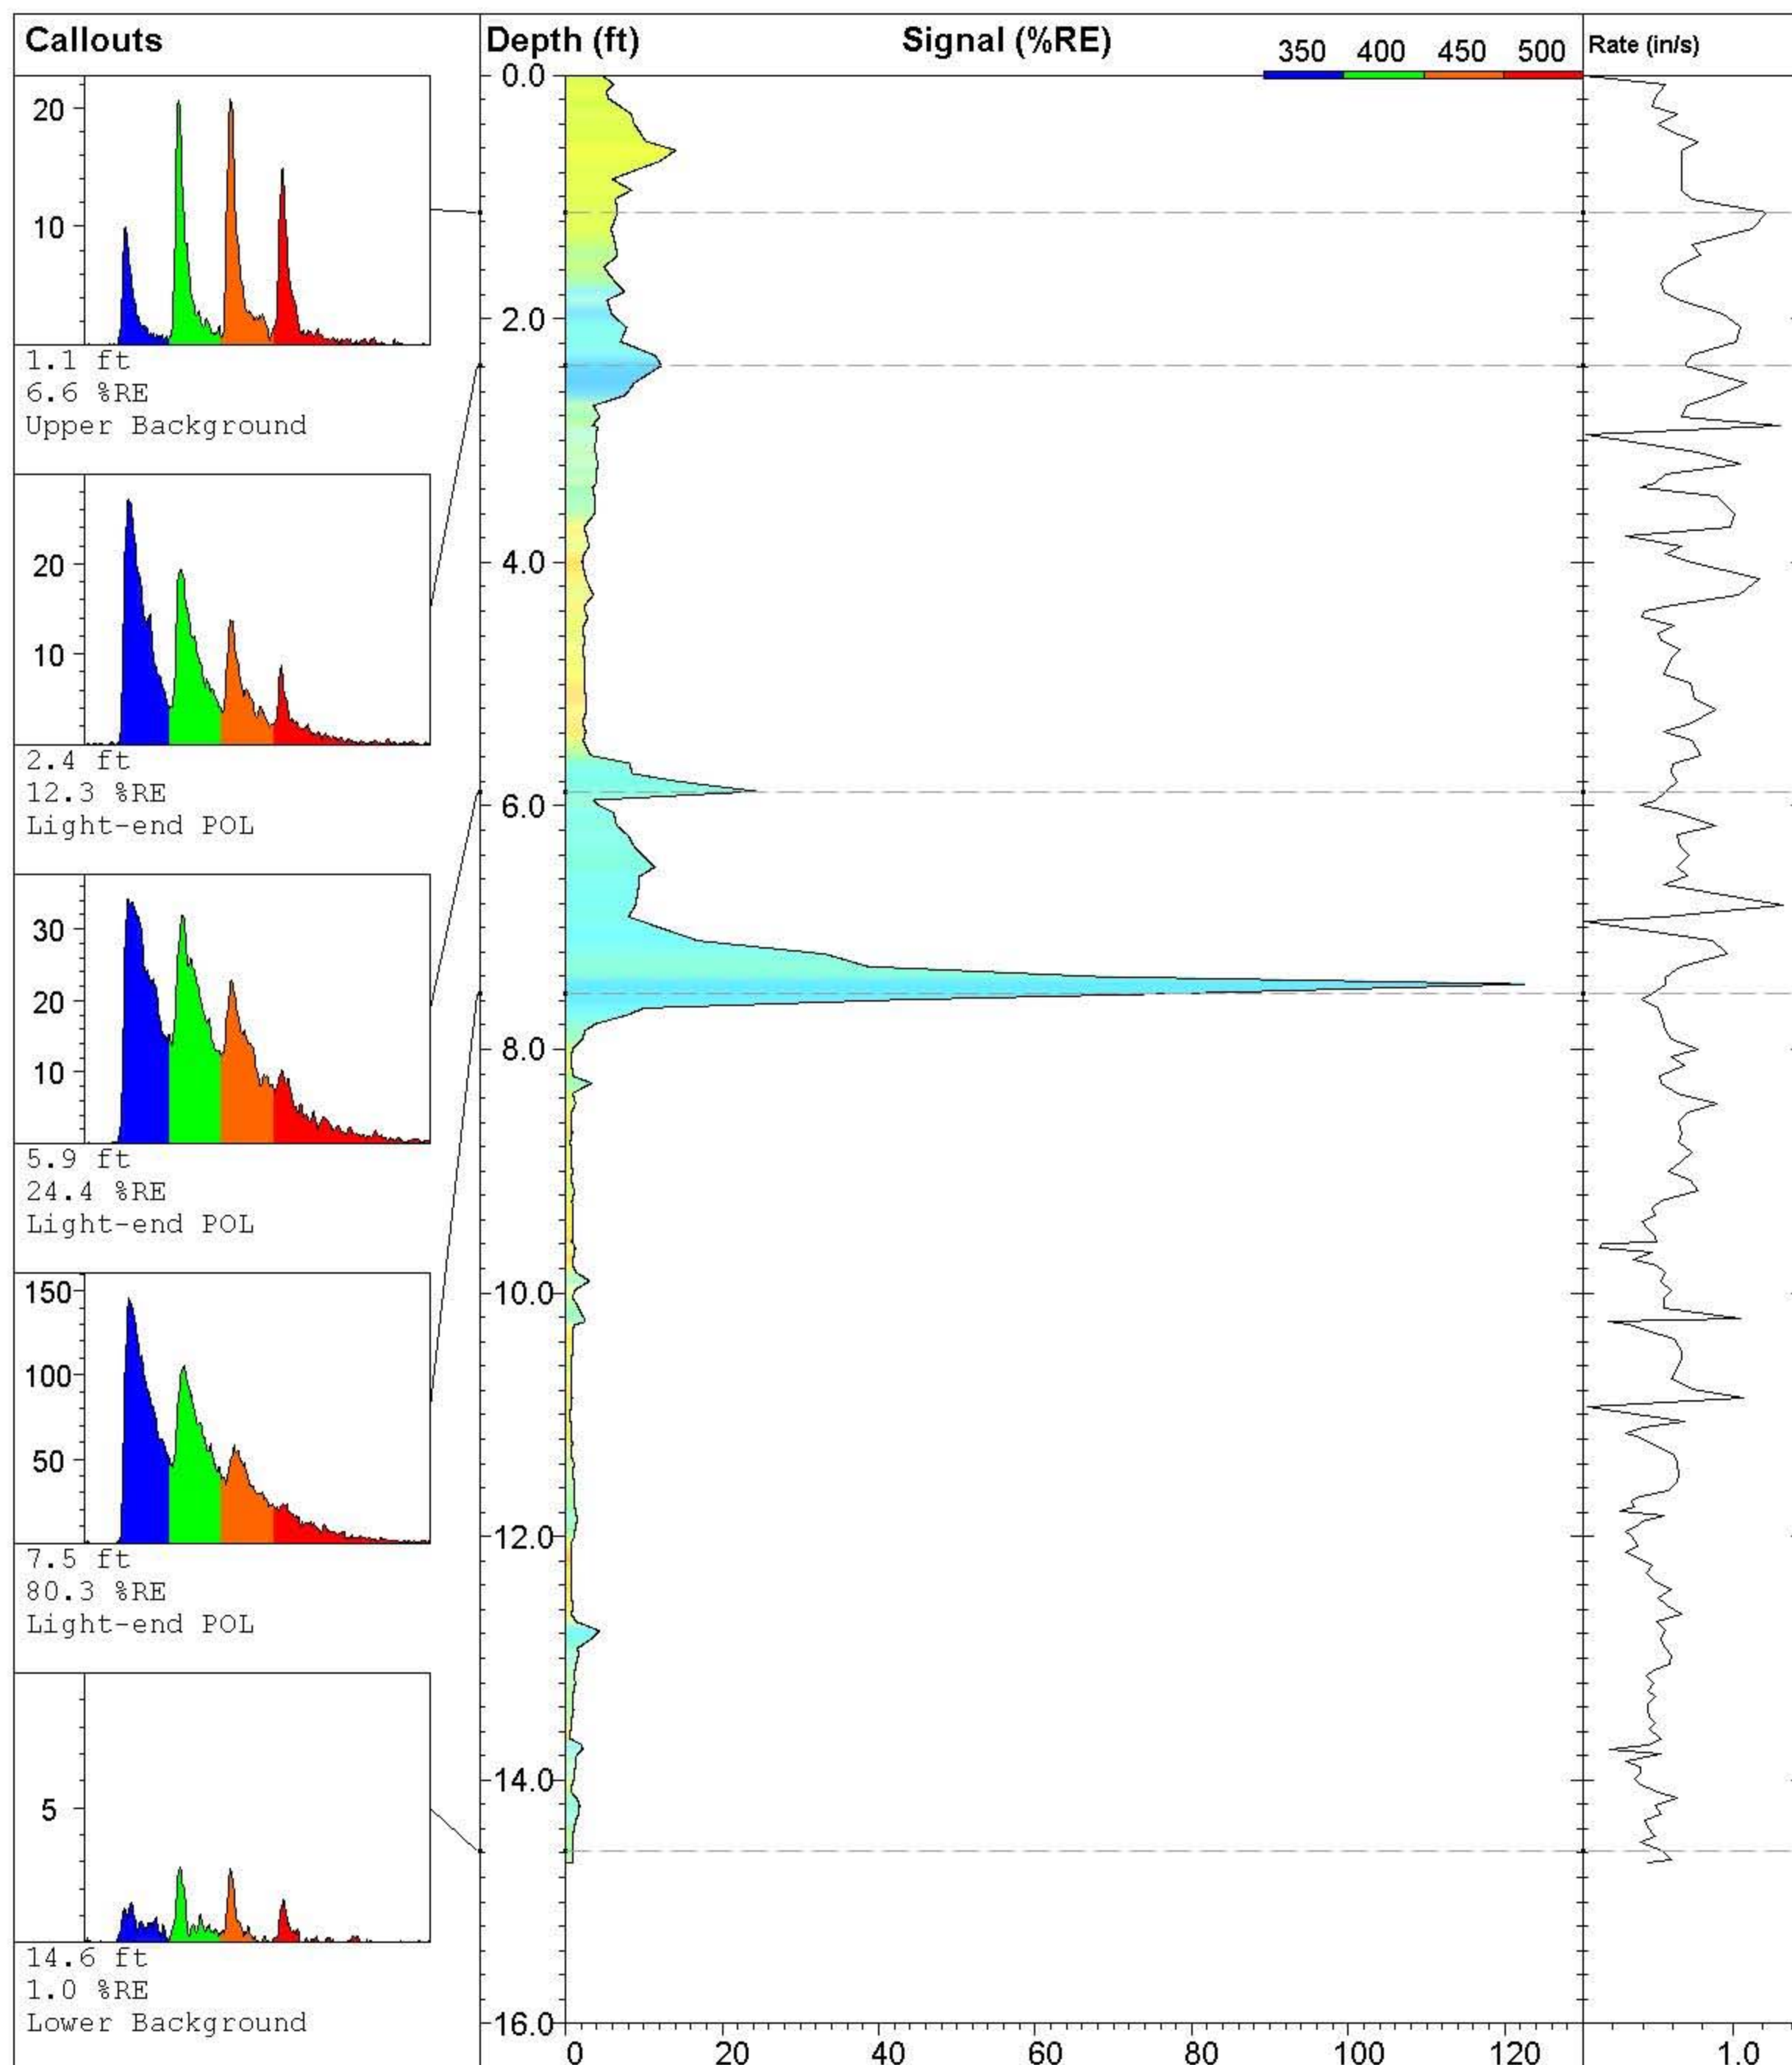 Callouts
Depth (ft)
Signal (%RE)
350 400 450 500
Rate (in/s)
20
10
1.1 ft
6.6 %RE
Upper Background
20
10
2.4 ft
12.3 %RE
Light-end POL
30
20
10
5.9 ft
24.4 %RE
Light-end POL
150
100
50
7.5 ft
80.3 %RE
Light-end POL
5
14.6 ft
1.0 %RE
Lower Background
0.0
2.0
4.0
6.0
8.0
10.0
12.0
14.0
16.0
0 20 40 60 80 100 120
1.0